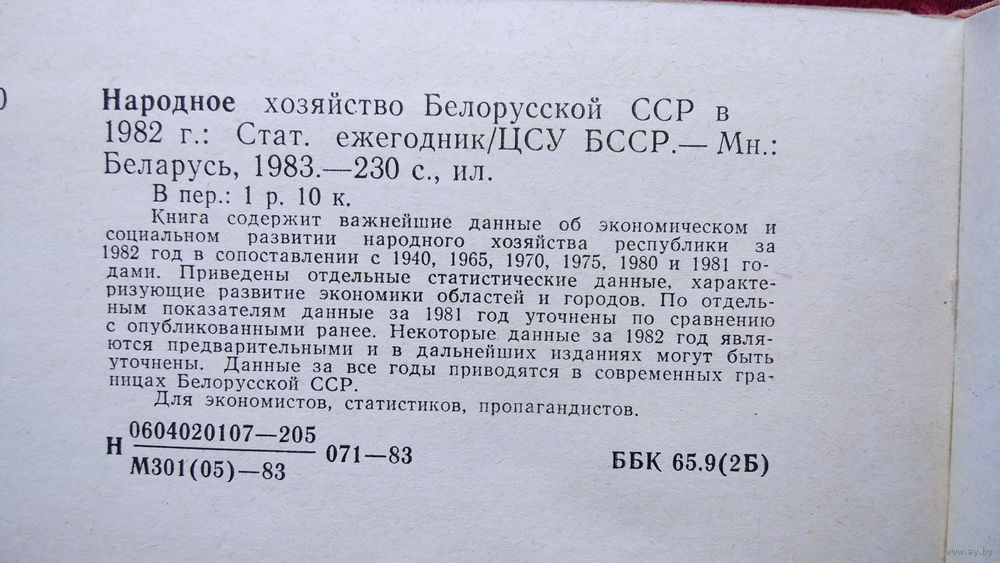 Народное хозяйство Белорусской ССР в
1982 г.: Стат. ежегодник/ЦСУ БССР.— Мн.:
Беларусь, 1983.—230 с., ил.
В пер.: 1 р. 10 к.
Книга содержит важнейшие данные об экономическом и
социальном развитии народного хозяйства республики за
1982 год в сопоставлении с 1940, 1965, 1970, 1975, 1980 и 1981 го-
дами. Приведены отдельные статистические данные, характе-
ризующие развитие экономики областей и городов. По отдель-
ным показателям данные за 1981 год уточнены по сравнению
с опубликованными ранее. Некоторые данные за 1982 год явля-
ются предварительными и в дальнейших изданиях могут быть
уточнены. Данные за все годы приводятся в современных гра-
ницах Белорусской ССР.
Для экономистов, статистиков, пропагандистов.
0604020107—205
Н 071—83
М301(05)—83
ББК 65.9(2Б)
www.ay.by